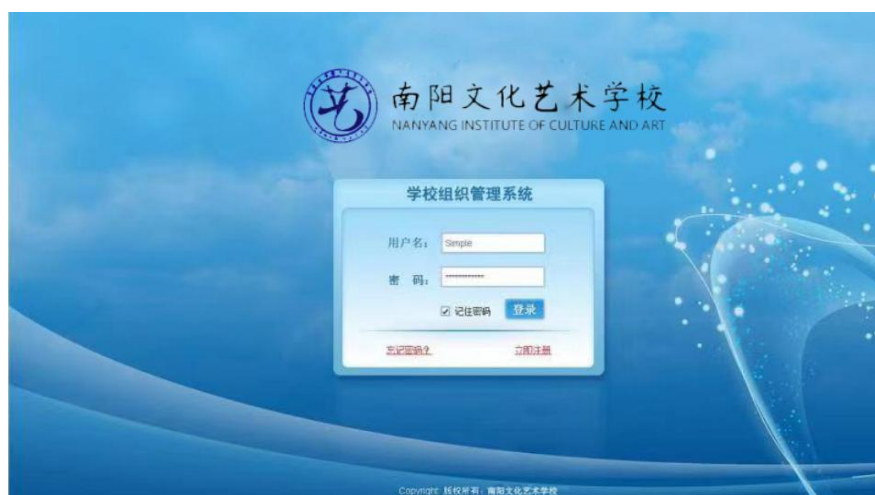 艺
南阳文化艺术学校
NANYANG INSTITUTE OF CULTURE AND ART
学校组织管理系统
用户名：
Simple
密 码：
记住密码
登录
忘记密码？
立即注册
Copyright 版权所有：南阳文化艺术学校